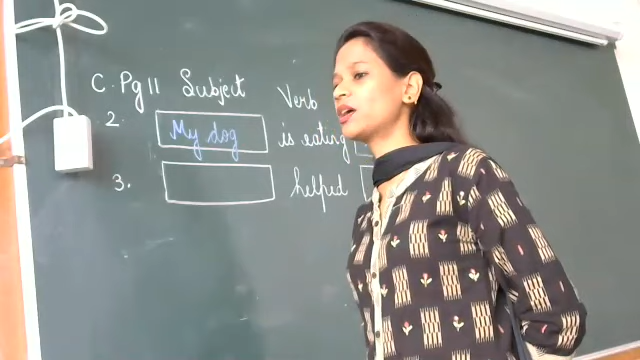 C. Pg 11 Subject Verb
2. My dog is eating
3. helped